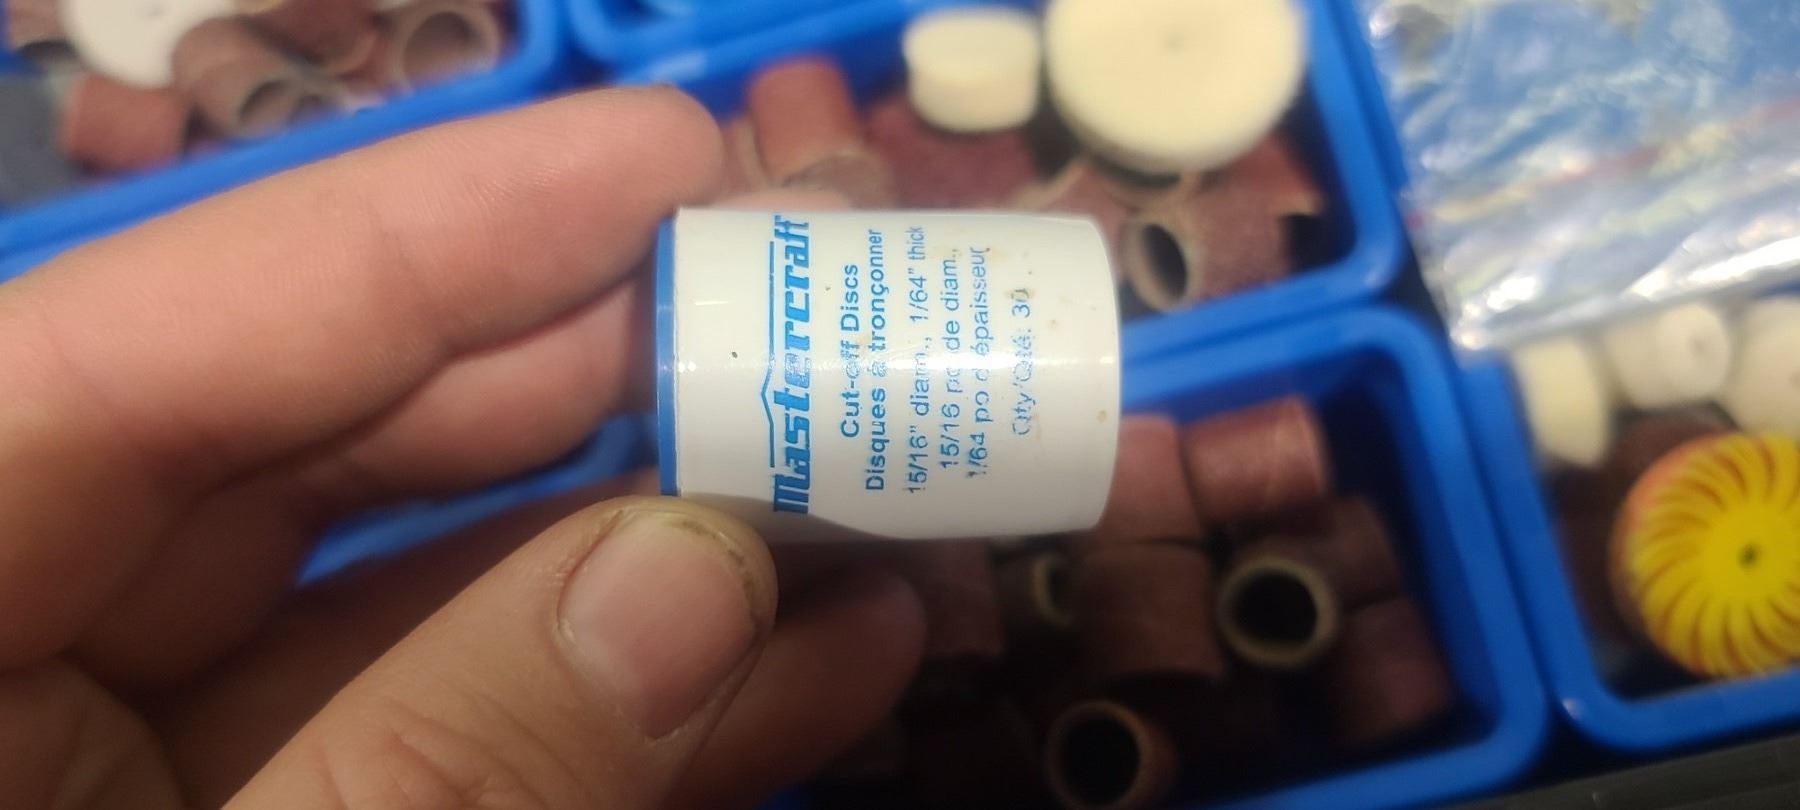 Mastercraft
Cut-off Discs
Disques à tronçonner
15/16" diam., 1/64" thick
15/16 po de diam.,
1/64 po d'épaisseur
Qty/Qté: 30